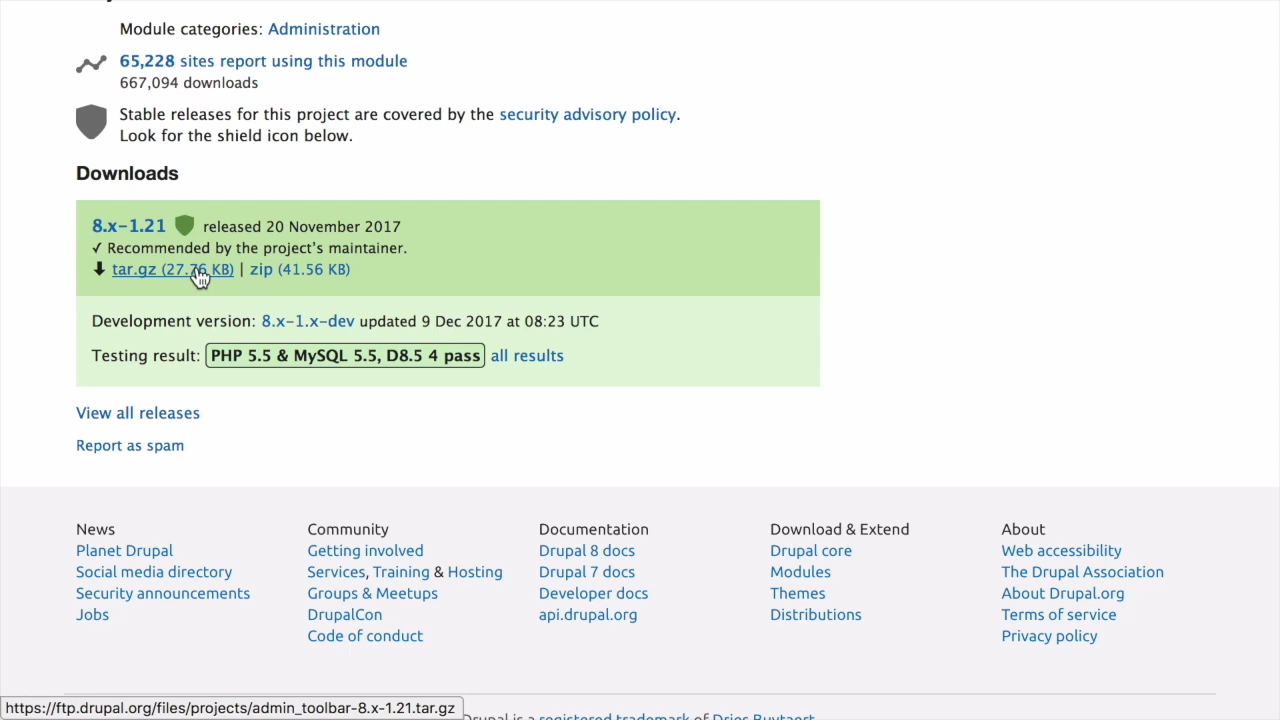 Module categories: Administration
65,228 sites report using this module
667,094 downloads
Stable releases for this project are covered by the security advisory policy.
Look for the shield icon below.
Downloads
8.x-1.21 released 20 November 2017
✓ Recommended by the project's maintainer.
tar.gz (27.76 KB) | zip (41.56 KB)
Development version: 8.x-1.x-dev updated 9 Dec 2017 at 08:23 UTC
Testing result: PHP 5.5 & MySQL 5.5, D8.5 4 pass all results
View all releases
Report as spam
News
Planet Drupal
Social media directory
Security announcements
Jobs
Community
Getting involved
Services, Training & Hosting
Groups & Meetups
DrupalCon
Code of conduct
Documentation
Drupal 8 docs
Drupal 7 docs
Developer docs
api.drupal.org
Download & Extend
Drupal core
Modules
Themes
Distributions
About
Web accessibility
The Drupal Association
About Drupal.org
Terms of service
Privacy policy
https://ftp.drupal.org/files/projects/admin_toolbar-8.x-1.21.tar.gz
Drupal is a registered trademark of Dries Buytaert